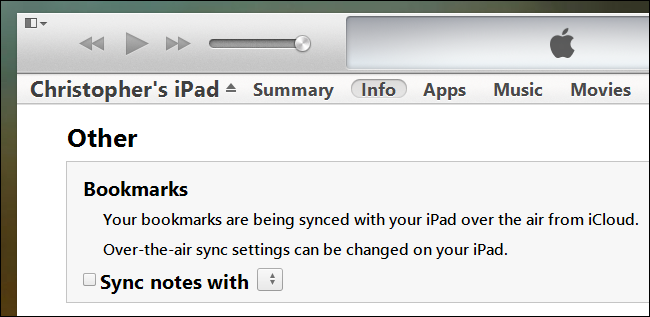 Christopher's iPad Summary Info Apps Music Movies
Other
Bookmarks
Your bookmarks are being synced with your iPad over the air from iCloud.
Over-the-air sync settings can be changed on your iPad.
Sync notes with